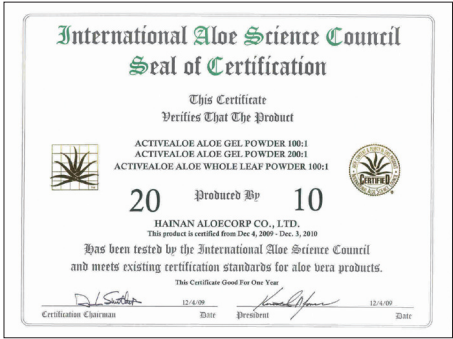 International Aloe Science Council
Seal of Certification
This Certificate
Verifies That The Product
ACTIVEALOE ALOE GEL POWDER 100:1
ACTIVEALOE ALOE GEL POWDER 200:1
ACTIVEALOE ALOE WHOLE LEAF POWDER 100:1
20 Produced By 10
HAINAN ALOECORP CO., LTD.
This product is certified from Dec 4, 2009 - Dec. 3, 2010
Has been tested by the International Aloe Science Council
and meets existing certification standards for aloe vera products.
This Certificate Good For One Year
12/4/09 12/4/09
Certification Chairman Date President Date
CERTIFIED